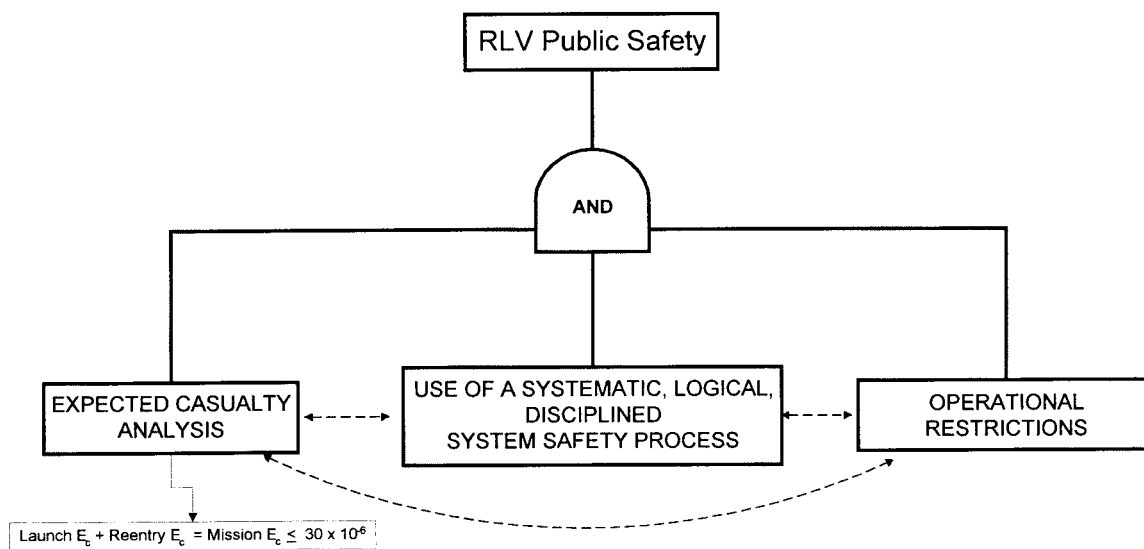 RLV Public Safety
AND
EXPECTED CASUALTY
ANALYSIS
USE OF A SYSTEMATIC, LOGICAL,
DISCIPLINED
SYSTEM SAFETY PROCESS
OPERATIONAL
RESTRICTIONS
Launch E_c + Reentry E_c = Mission E_c ≤ 30 x 10^-6